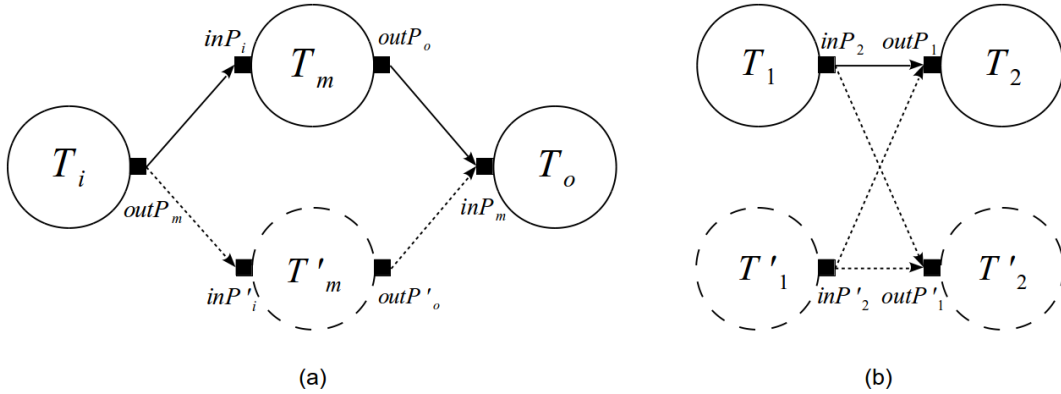 inP_i outP_o
T_m
T_i
T_o
outP_m
inP_m
T'_m
inP'_i outP'_o
(a)
inP_2 outP_1
T_1 T_2
T'_1 T'_2
inP'_2 outP'_1
(b)